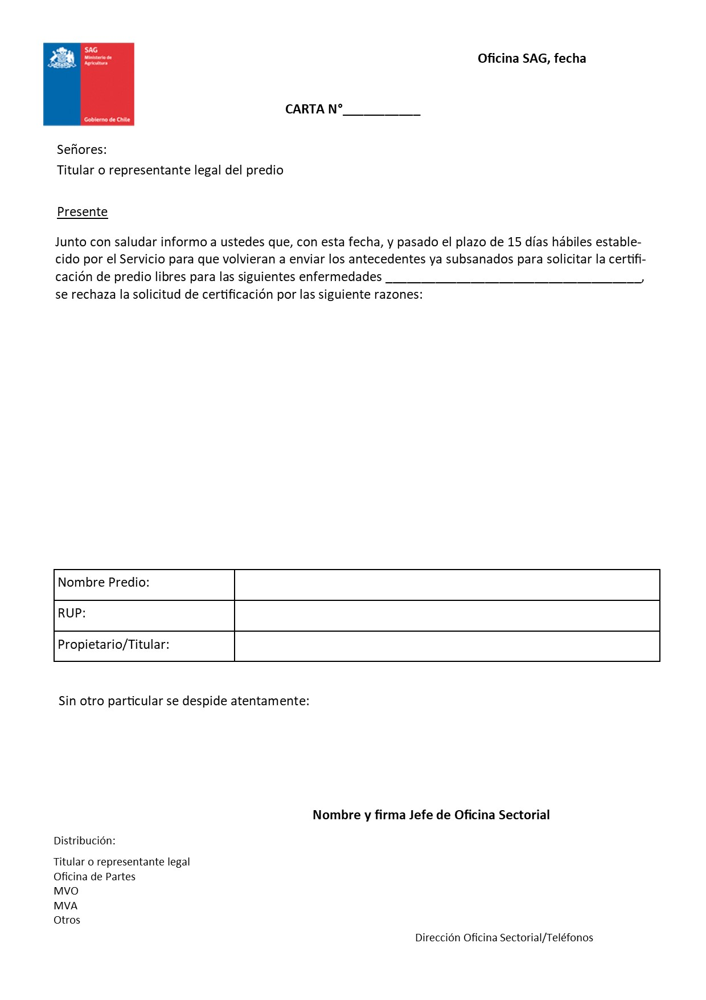 SAG
Ministerio de
Agricultura
Gobierno de Chile
Oficina SAG, fecha
CARTA N°___________
Señores:
Titular o representante legal del predio
Presente
Junto con saludar informo a ustedes que, con esta fecha, y pasado el plazo de 15 días hábiles estable-
cido por el Servicio para que volvieran a enviar los antecedentes ya subsanados para solicitar la certifi-
cación de predio libres para las siguientes enfermedades ____________________________________,
se rechaza la solicitud de certificación por las siguiente razones:
Nombre Predio:
RUP:
Propietario/Titular:
Sin otro particular se despide atentamente:
Nombre y firma Jefe de Oficina Sectorial
Distribución:
Titular o representante legal
Oficina de Partes
MVO
MVA
Otros
Dirección Oficina Sectorial/Teléfonos